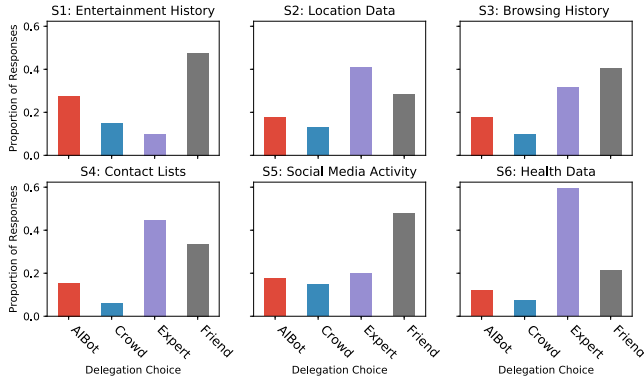 S1: Entertainment History
S2: Location Data
S3: Browsing History
Proportion of Responses
0.6
0.4
0.2
0.0
S4: Contact Lists
S5: Social Media Activity
S6: Health Data
Proportion of Responses
0.6
0.4
0.2
0.0
AIBot
Crowd
Expert
Friend
AIBot
Crowd
Expert
Friend
AIBot
Crowd
Expert
Friend
Delegation Choice
Delegation Choice
Delegation Choice